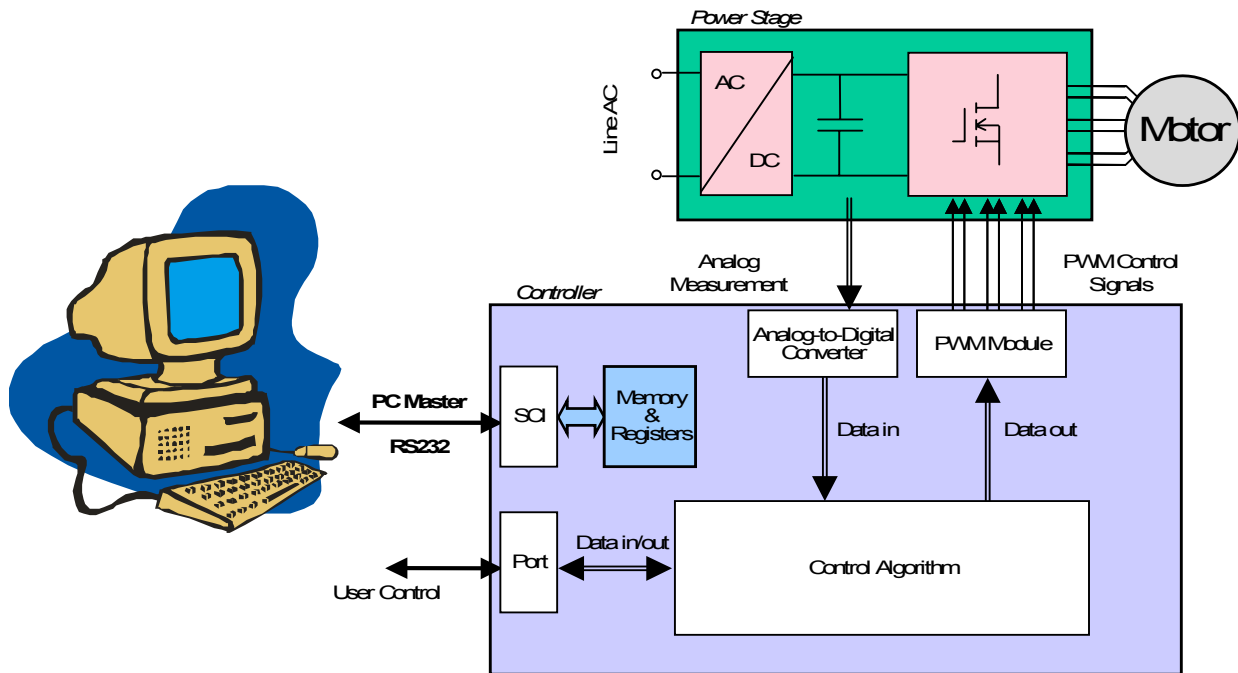 Power Stage
Line AC
AC
DC
Motor
Analog
Measurement
PWM Control
Signals
Controller
Analog-to-Digital
Converter
PWM Module
PC Master
RS232
SCI
Memory
&
Registers
Data in
Data out
Port
Data in/out
Control Algorithm
User Control